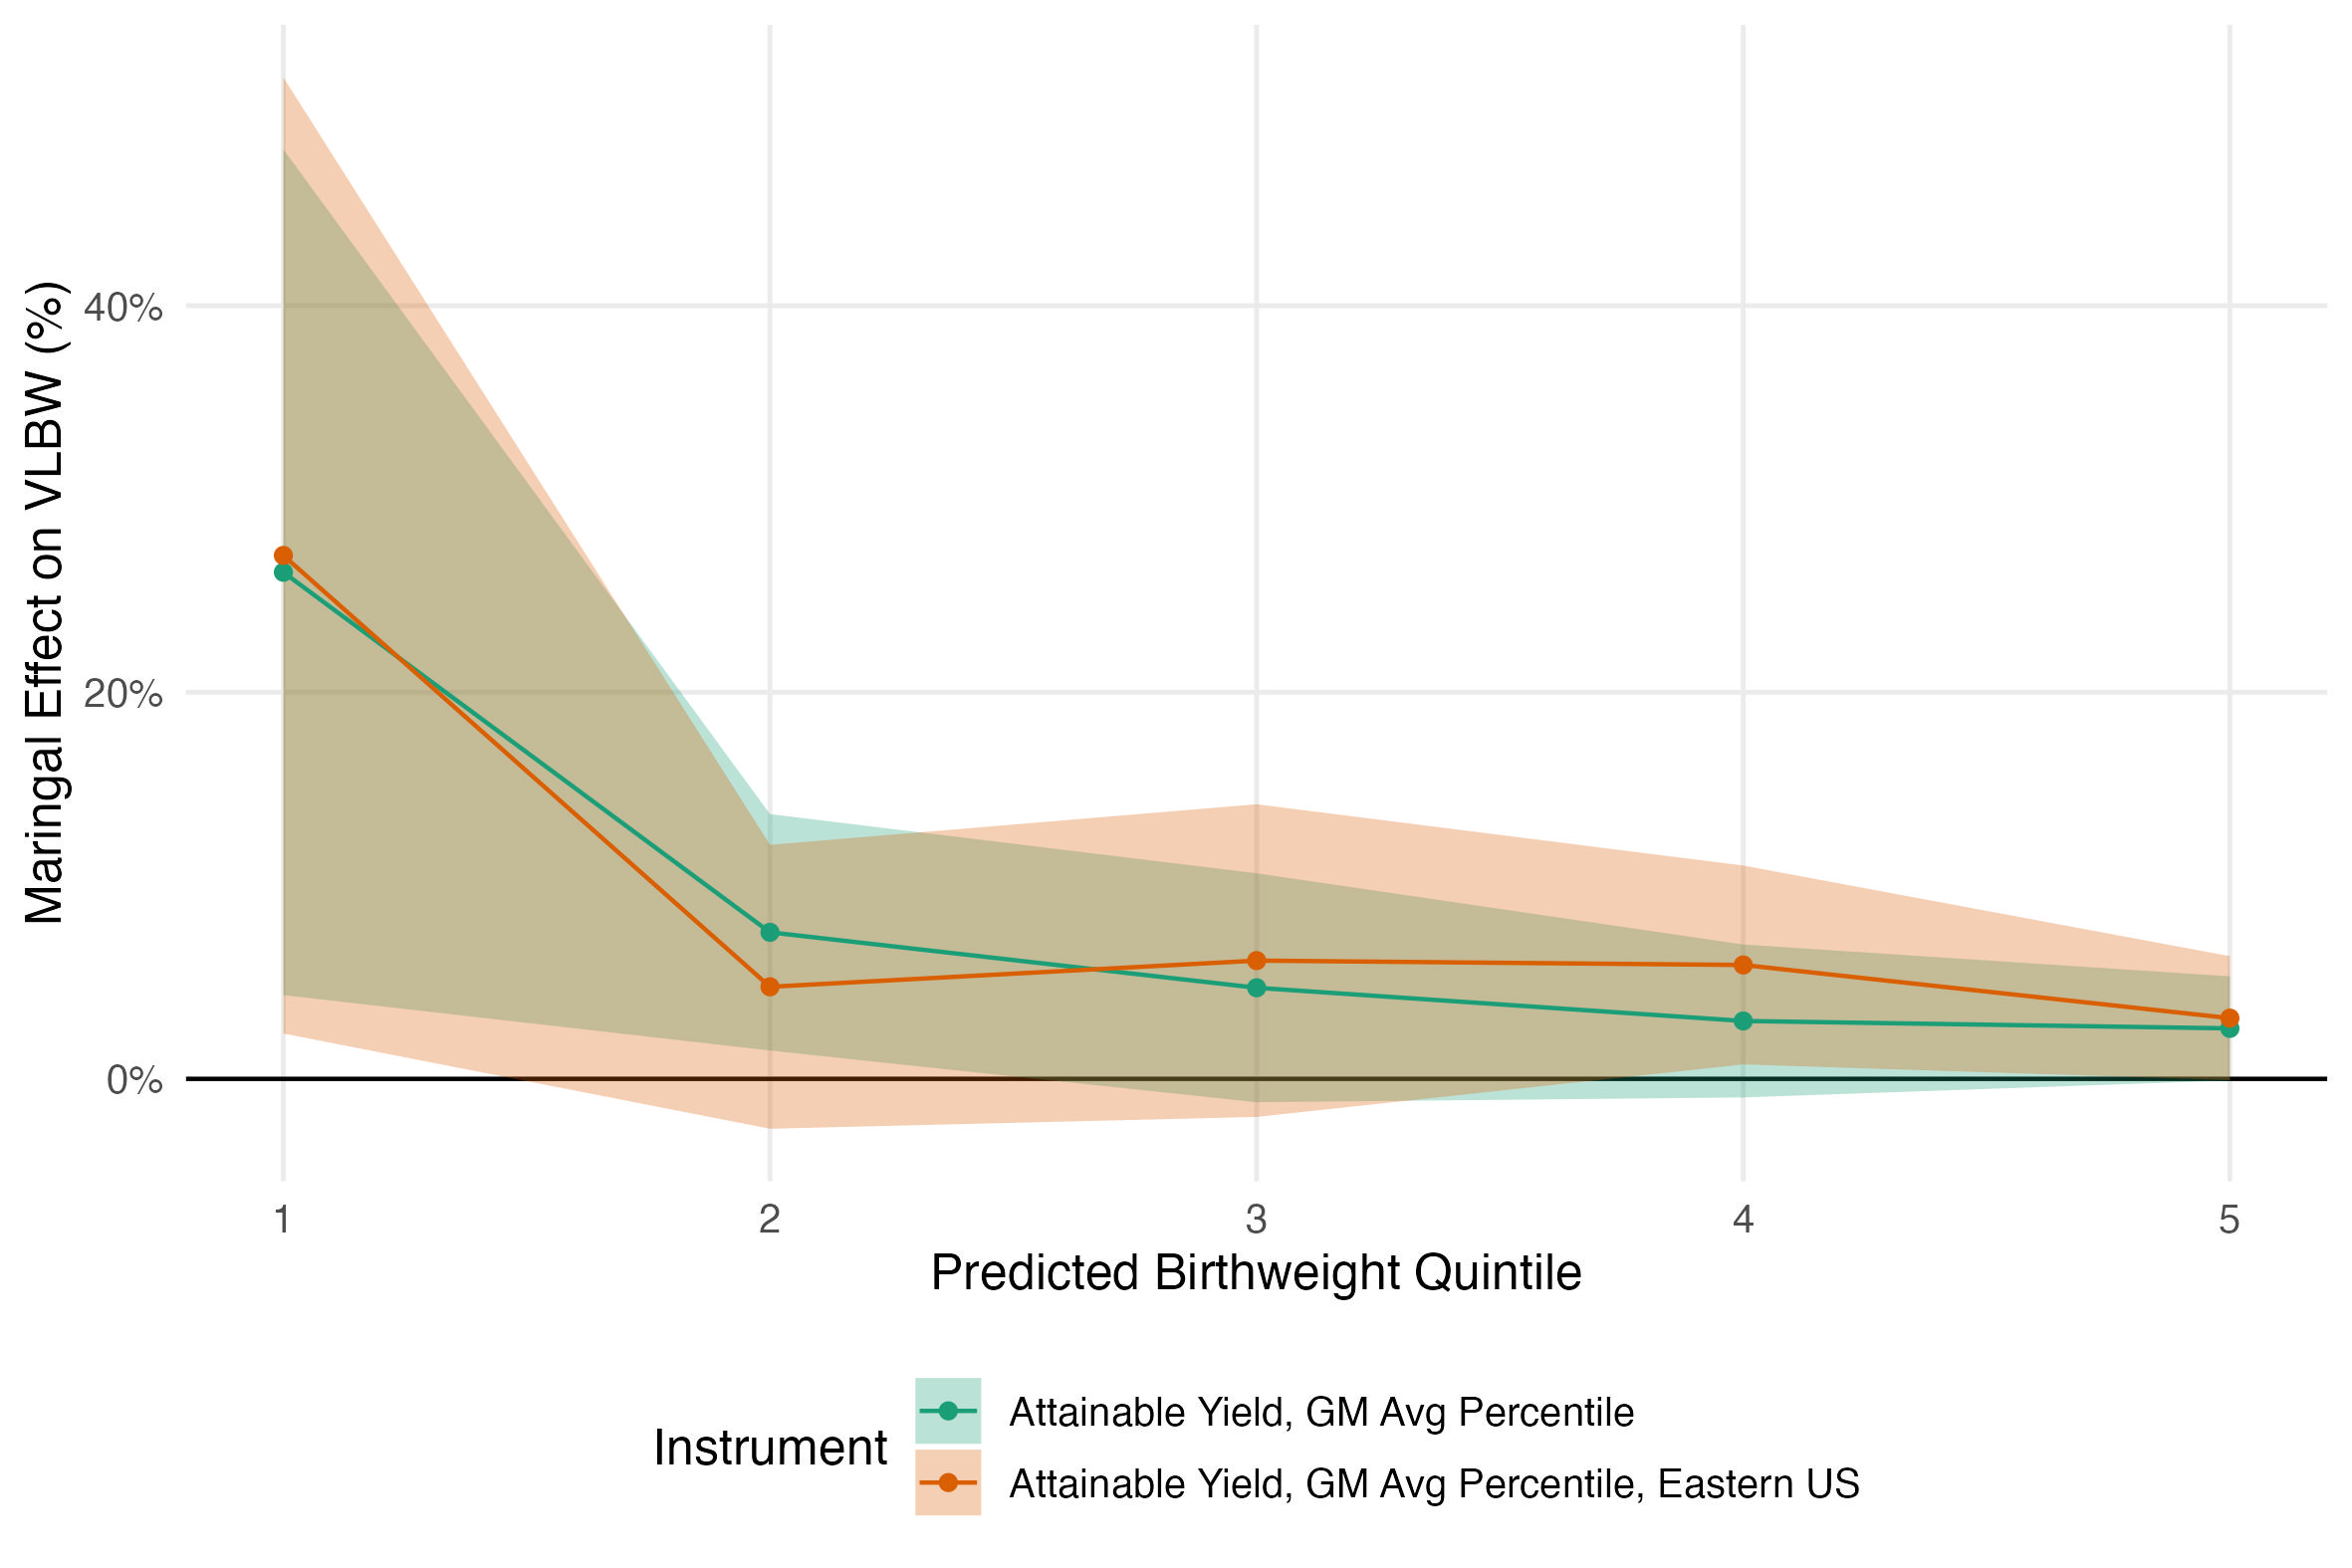 Maringal Effect on VLBW (%)
40%
20%
0%
1 2 3 4 5
Predicted Birthweight Quintile
Instrument
Attainable Yield, GM Avg Percentile
Attainable Yield, GM Avg Percentile, Eastern US